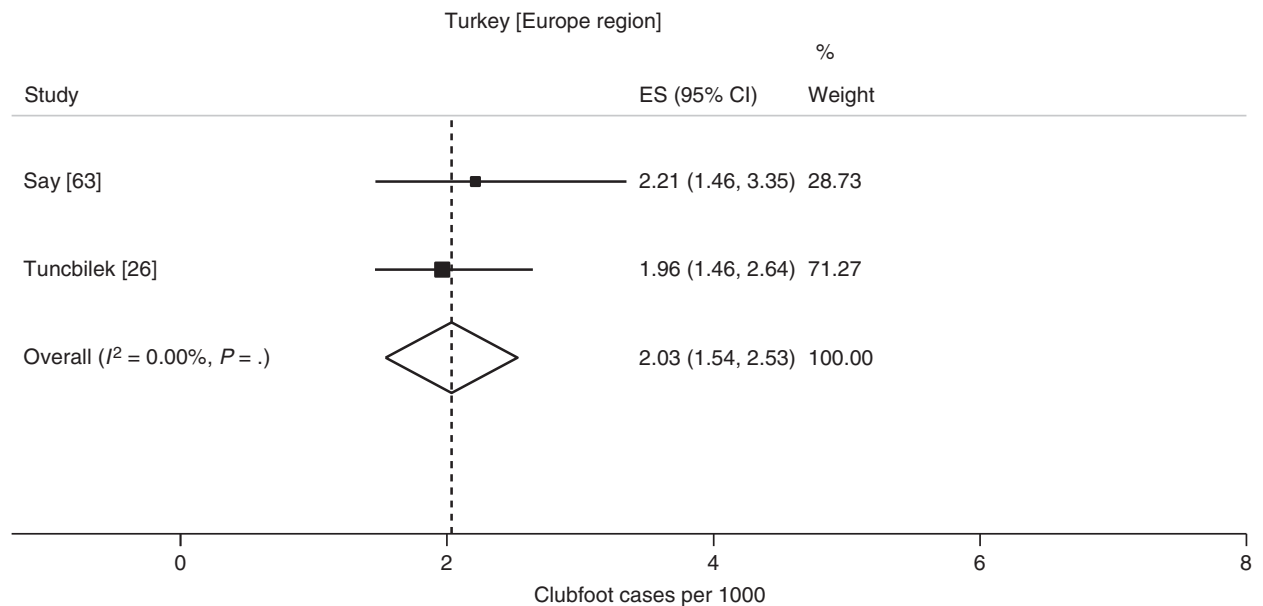 Turkey [Europe region]
%
Study ES (95% CI) Weight
Say [63] 2.21 (1.46, 3.35) 28.73
Tuncbilek [26] 1.96 (1.46, 2.64) 71.27
Overall (I² = 0.00%, P = .) 2.03 (1.54, 2.53) 100.00
0 2 4 6 8
Clubfoot cases per 1000